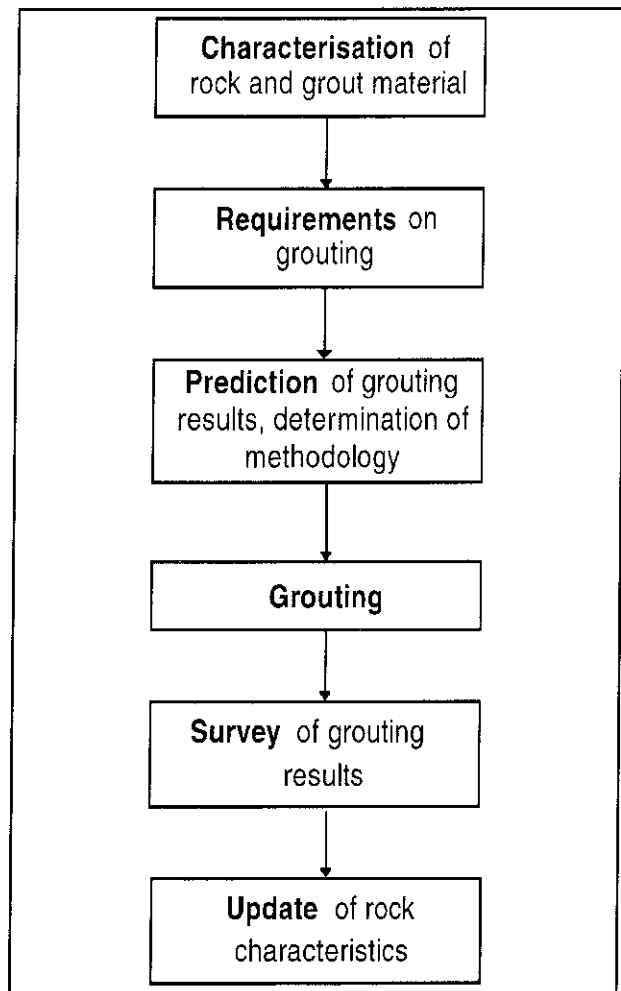 Characterisation of
rock and grout material
Requirements on
grouting
Prediction of grouting
results, determination of
methodology
Grouting
Survey of grouting
results
Update of rock
characteristics